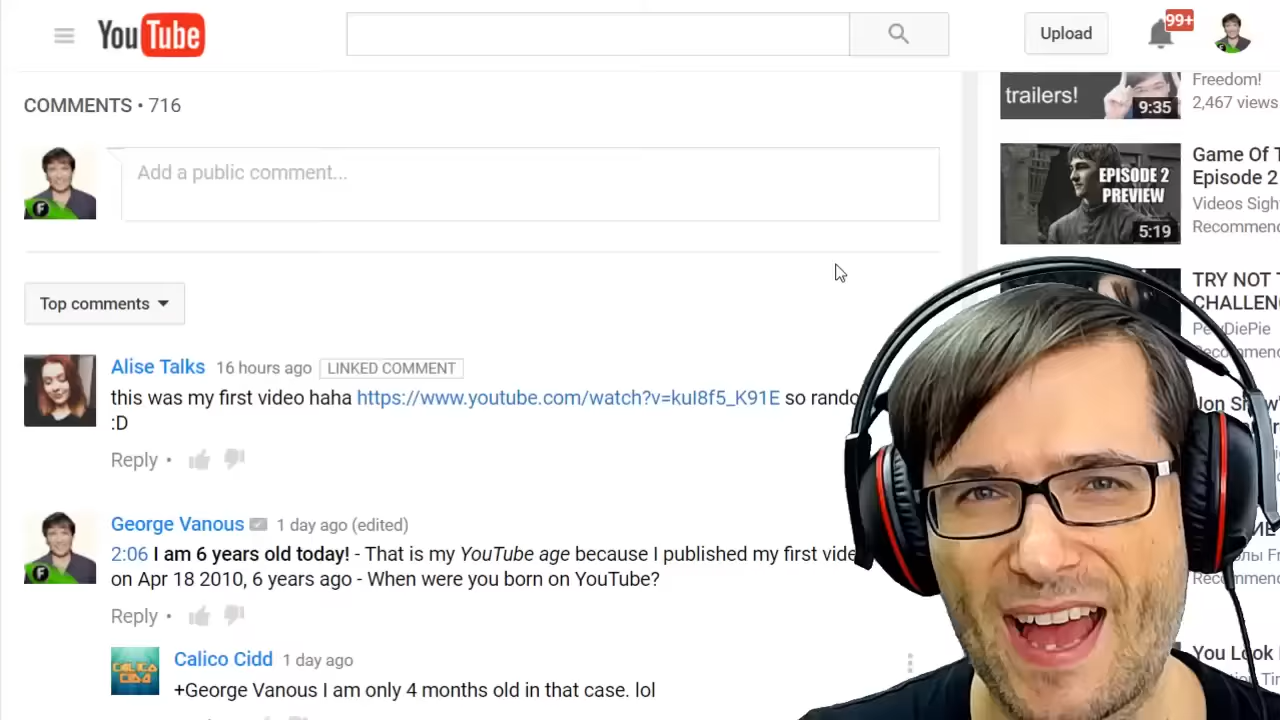 YouTube
Upload
99+
COMMENTS • 716
Add a public comment...
Top comments
Alise Talks 16 hours ago LINKED COMMENT
this was my first video haha https://www.youtube.com/watch?v=kuI8f5_K91E so rando
:D
Reply •
George Vanous 1 day ago (edited)
2:06 I am 6 years old today! - That is my YouTube age because I published my first vide
on Apr 18 2010, 6 years ago - When were you born on YouTube?
Reply •
Calico Cidd 1 day ago
+George Vanous I am only 4 months old in that case. lol
trailers!
9:35
Freedom!
2,467 views
EPISODE 2
PREVIEW
5:19
Game Of T
Episode 2
Videos Sigh
Recommend
TRY NOT T
CHALLEN
DiePie
Jon Snow'
You Look